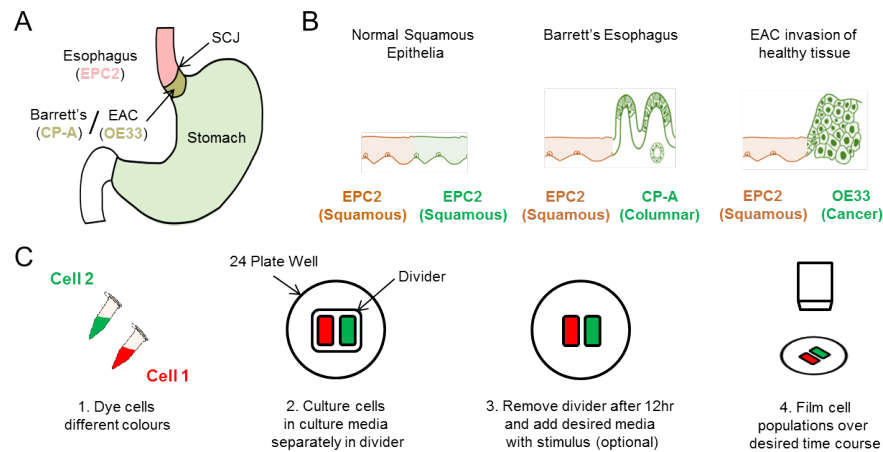 A
SCJ
Esophagus
(EPC2)
Barrett's / EAC
(CP-A) (OE33)
Stomach
B
Normal Squamous
Epithelia
Barrett's Esophagus
EAC invasion of
healthy tissue
EPC2
(Squamous)
EPC2
(Squamous)
EPC2
(Squamous)
CP-A
(Columnar)
EPC2
(Squamous)
OE33
(Cancer)
C
Cell 2
Cell 1
24 Plate Well
Divider
1. Dye cells
different colours
2. Culture cells
in culture media
separately in divider
3. Remove divider after 12hr
and add desired media
with stimulus (optional)
4. Film cell
populations over
desired time course